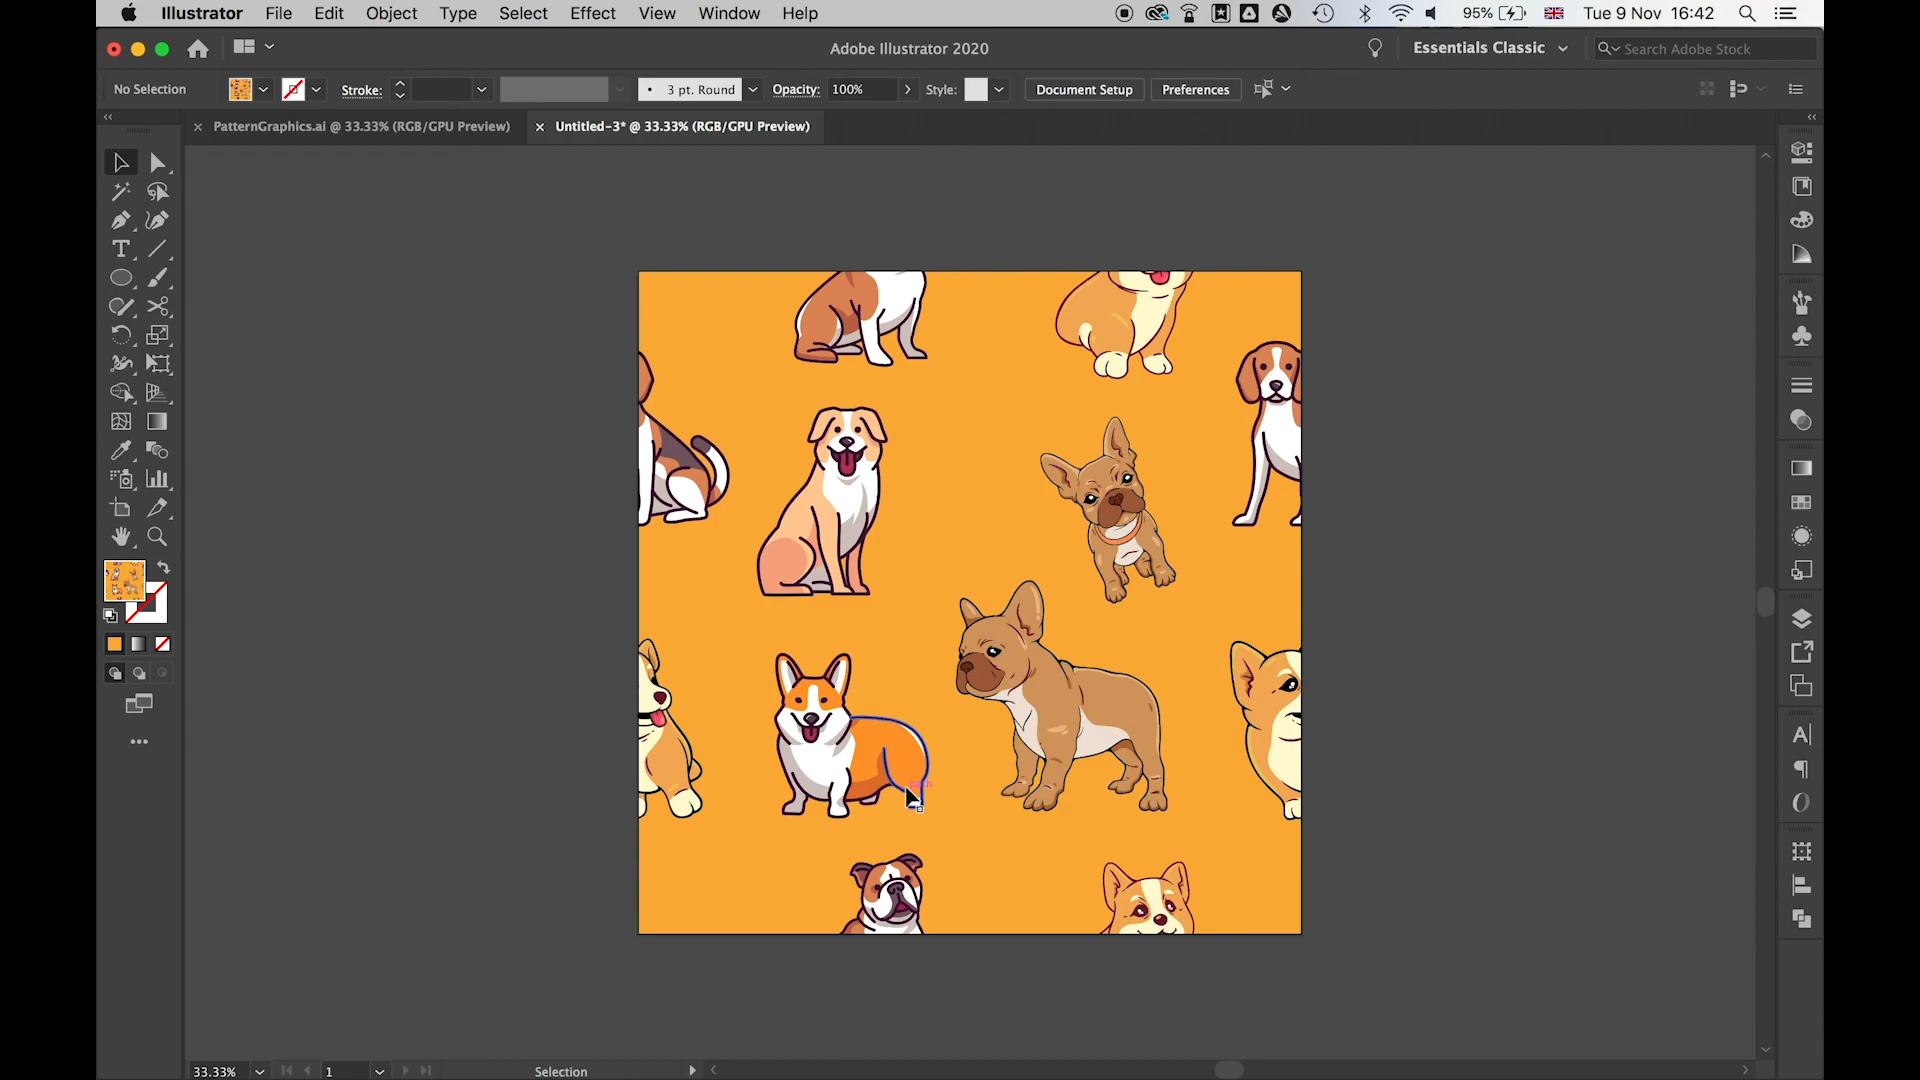 Illustrator File Edit Object Type Select Effect View Window Help 95% Tue 9 Nov 16:42
Adobe Illustrator 2020 Essentials Classic Search Adobe Stock
No Selection Stroke: 3 pt. Round Opacity: 100% Style: Document Setup Preferences
PatternGraphics.ai @ 33.33% (RGB/GPU Preview) Untitled-3* @ 33.33% (RGB/GPU Preview)
path
33.33% 1 Selection